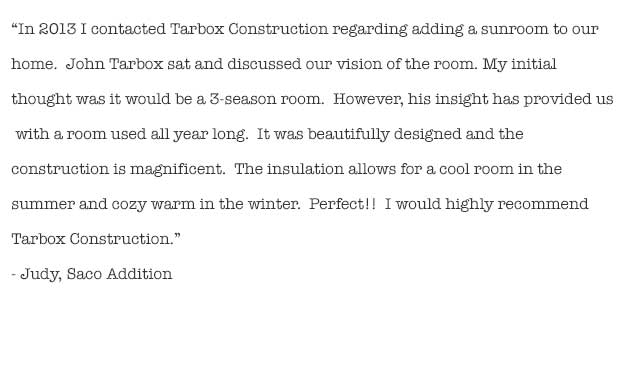 “In 2013 I contacted Tarbox Construction regarding adding a sunroom to our
home.  John Tarbox sat and discussed our vision of the room. My initial
thought was it would be a 3-season room.  However, his insight has provided us
with a room used all year long.  It was beautifully designed and the
construction is magnificent.  The insulation allows for a cool room in the
summer and cozy warm in the winter.  Perfect!!  I would highly recommend
Tarbox Construction.”
- Judy, Saco Addition